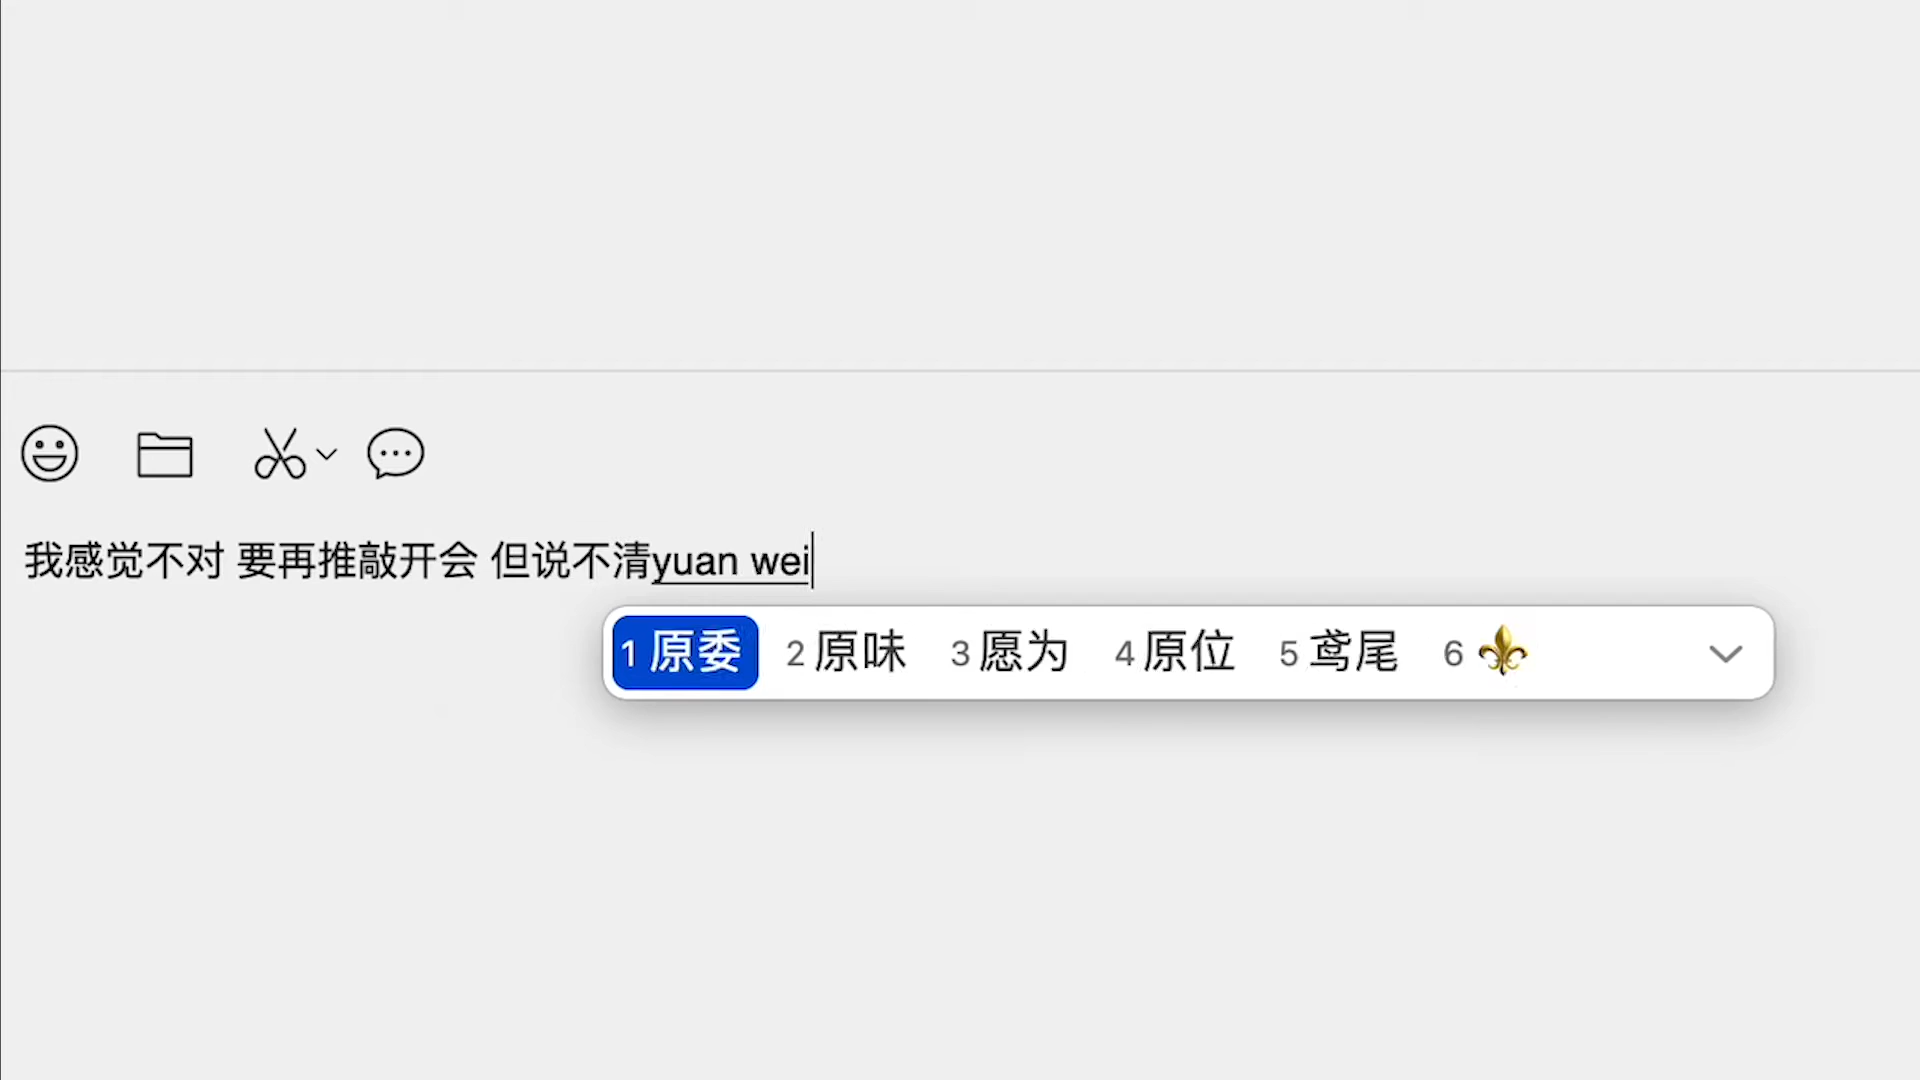 我感觉不对 要再推敲开会 但说不清yuan wei
1 原委 2 原味 3 愿为 4 原位 5 鸢尾 6 ⚜️